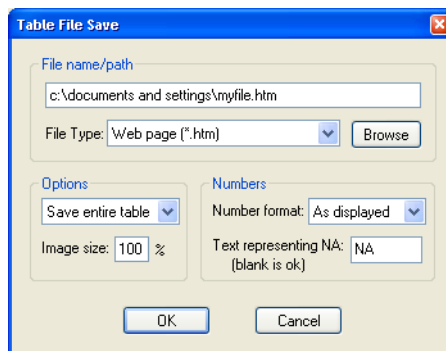 Table File Save
File name/path
c:\documents and settings\myfile.htm
File Type: Web page (*.htm) Browse
Options
Save entire table
Image size: 100 %
Numbers
Number format: As displayed
Text representing NA: NA
(blank is ok)
OK Cancel